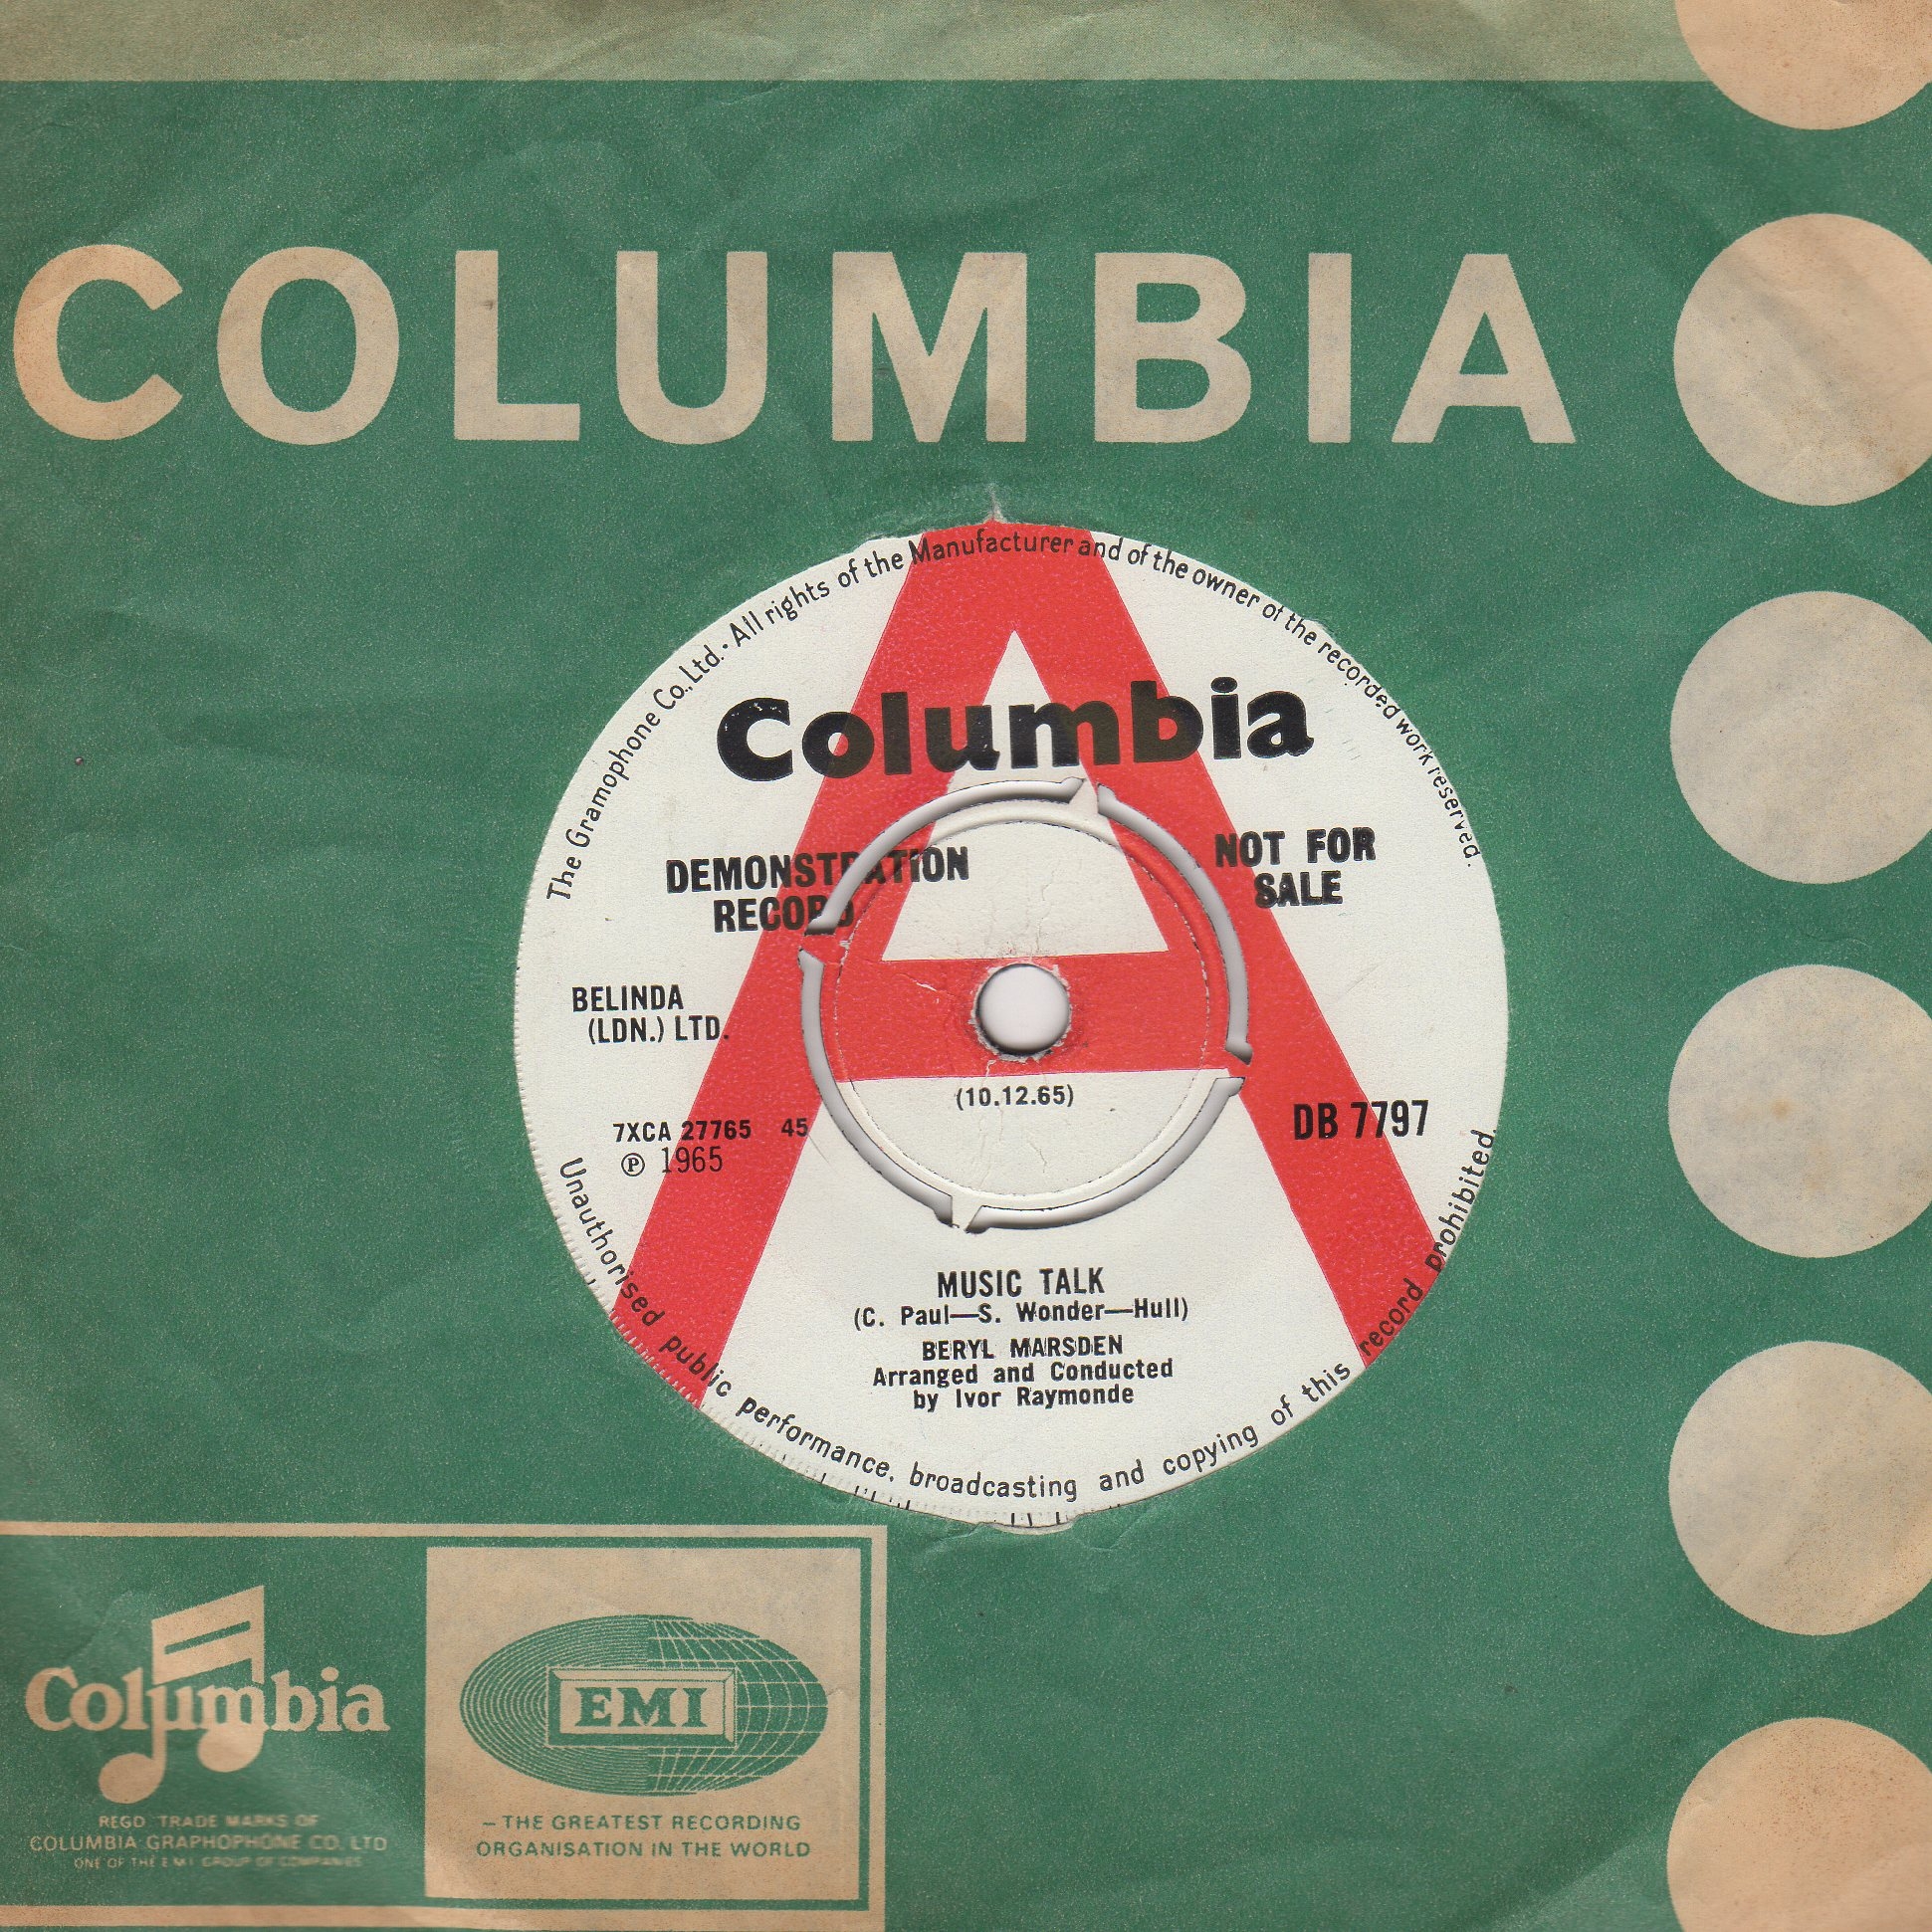 COLUMBIA
The Gramophone Co., Ltd. · All rights of the Manufacturer and of the owner of the recorded work reserved.
A
Columbia
DEMONSTRATION
RECORD
NOT FOR
SALE
BELINDA
(LDN.) LTD.
(10.12.65)
7XCA 27765 45
℗ 1965
DB 7797
MUSIC TALK
(C. Paul—S. Wonder—Hull)
BERYL MARSDEN
Arranged and Conducted
by Ivor Raymonde
Unauthorised public performance, broadcasting and copying of this record prohibited.
Columbia
REGD TRADE MARKS OF
COLUMBIA GRAPHOPHONE CO. LTD
ONE OF THE E M I GROUP OF COMPANIES
EMI
– THE GREATEST RECORDING
ORGANISATION IN THE WORLD